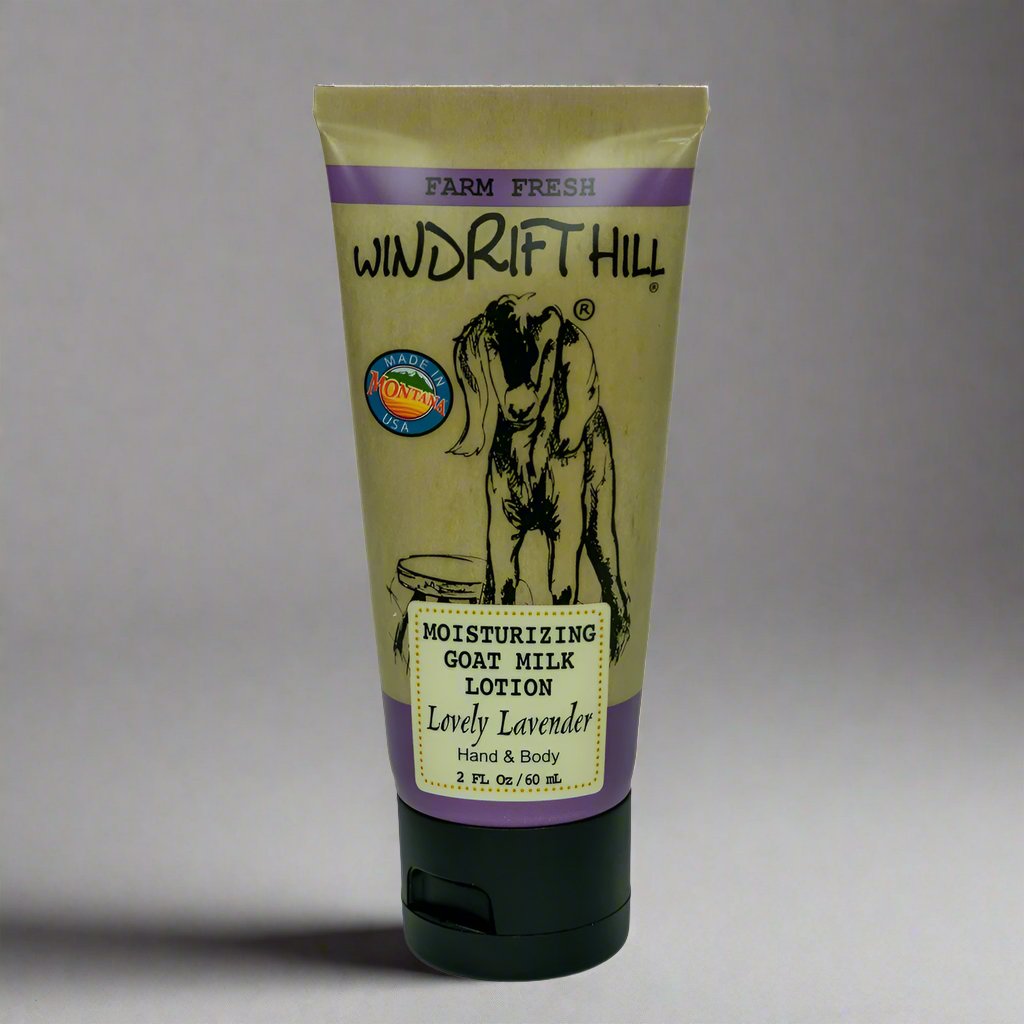 FARM FRESH
WINDRIFT HILL
®
®
MADE IN
MONTANA
USA
MOISTURIZING
GOAT MILK
LOTION
Lovely Lavender
Hand & Body
2 FL Oz / 60 mL